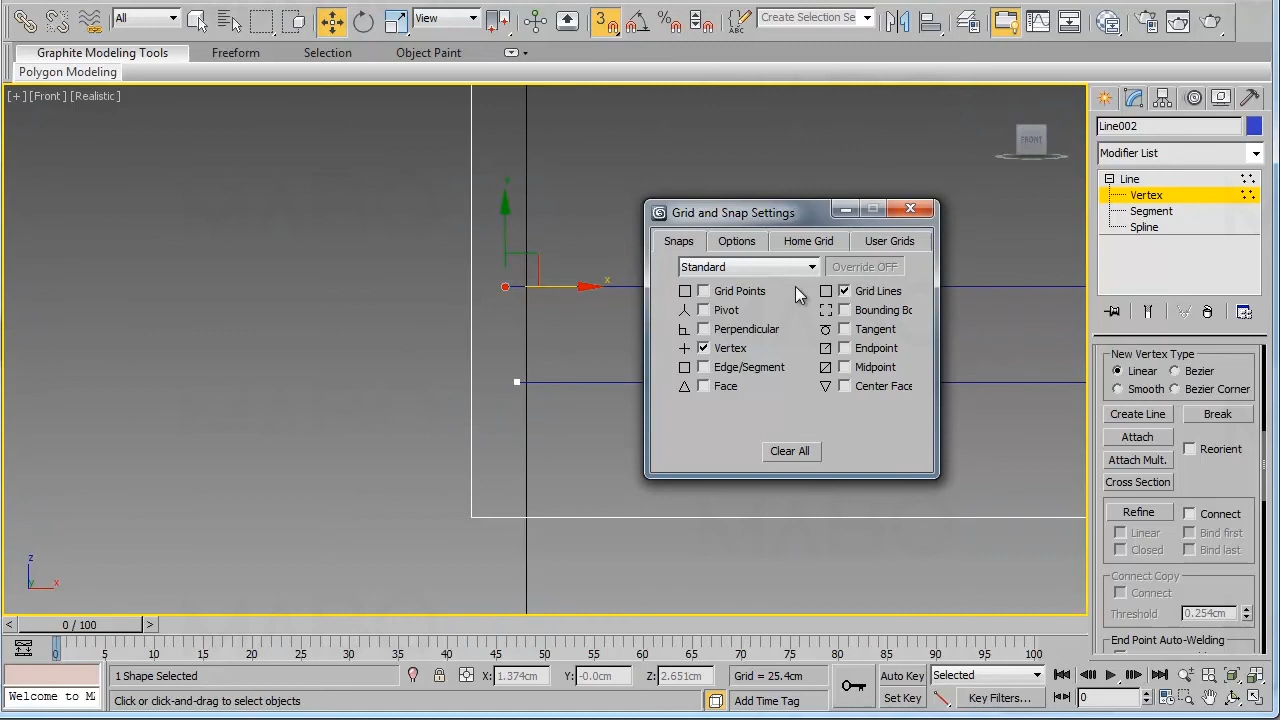 All
View
3
ABC
Create Selection Se
Graphite Modeling Tools
Freeform
Selection
Object Paint
Polygon Modeling
[+] [Front] [Realistic]
FRONT
Y
x
z
y
x
Grid and Snap Settings
Snaps
Options
Home Grid
User Grids
Standard
Override OFF
Grid Points
Grid Lines
Pivot
Bounding Bo
Perpendicular
Tangent
Vertex
Endpoint
Edge/Segment
Midpoint
Face
Center Face
Clear All
Line002
Modifier List
Line
Vertex
Segment
Spline
New Vertex Type
Linear
Bezier
Smooth
Bezier Corner
Create Line
Break
Attach
Reorient
Attach Mult.
Cross Section
Refine
Connect
Linear
Bind first
Closed
Bind last
Connect Copy
Connect
Threshold
0.254cm
End Point Auto-Welding
< 0 / 100 >
0 5 10 15 20 25 30 35 40 45 50 55 60 65 70 75 80 85 90 95 100
1 Shape Selected
X: 1.374cm
Y: -0.0cm
Z: 2.651cm
Grid = 25.4cm
Auto Key
Selected
Welcome to MA
Click or click-and-drag to select objects
Add Time Tag
Set Key
Key Filters...
0